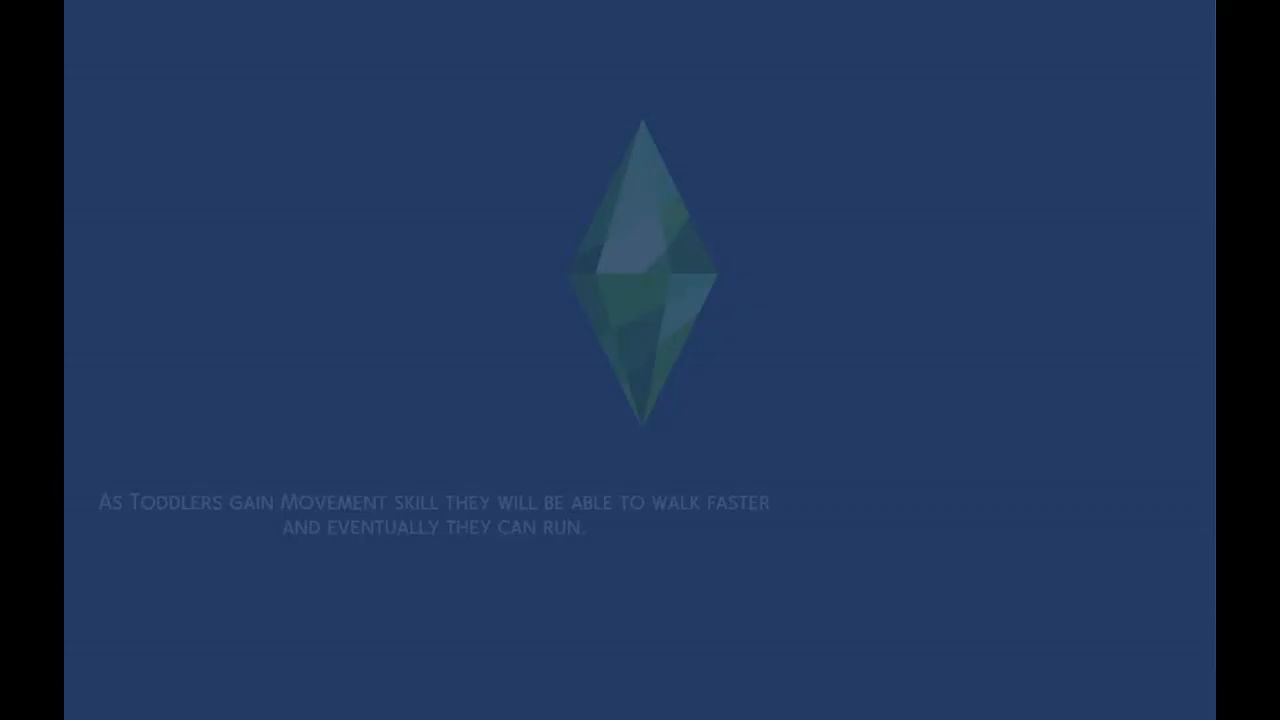 As Toddlers gain Movement skill they will be able to walk faster
and eventually they can run.